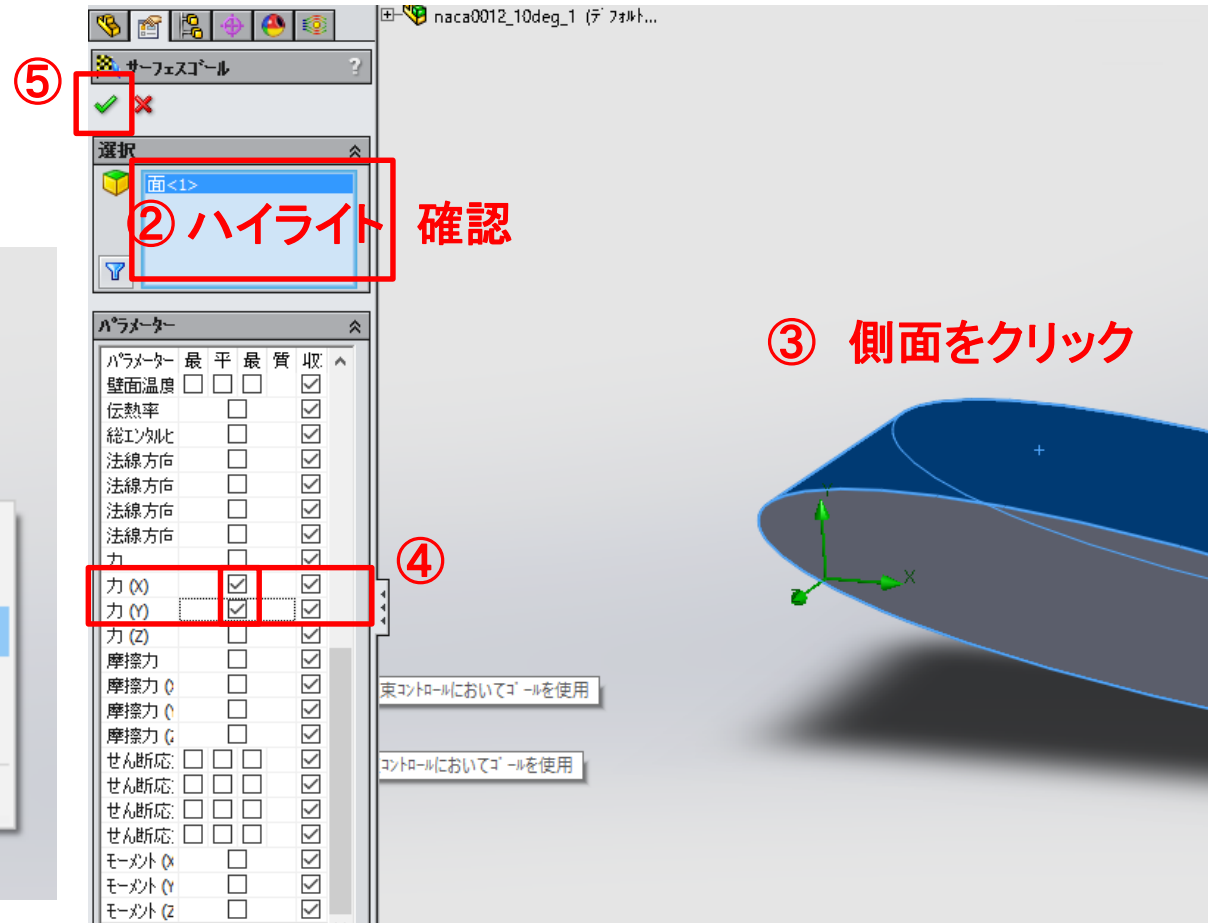 naca0012_10deg_1 (ﾃﾞﾌｫﾙﾄ...
⑤
ｻｰﾌｪｽｺﾞｰﾙ ?
選択
面<1>
② ハイライト 確認
ﾊﾟﾗﾒｰﾀｰ
③ 側面をクリック
ﾊﾟﾗﾒｰﾀｰ 最 平 最 質 収
壁面温度
伝熱率
総ｴﾝﾀﾙﾋ
法線方向
法線方向
法線方向
法線方向
力
④
力 (X)
力 (Y)
力 (Z)
摩擦力
摩擦力 (X
摩擦力 (Y
摩擦力 (Z
せん断応
せん断応
せん断応
せん断応
ﾓｰﾒﾝﾄ (X
ﾓｰﾒﾝﾄ (Y
ﾓｰﾒﾝﾄ (Z
束ｺﾝﾄﾛｰﾙにおいてｺﾞｰﾙを使用
ｺﾝﾄﾛｰﾙにおいてｺﾞｰﾙを使用
Y
X
Z